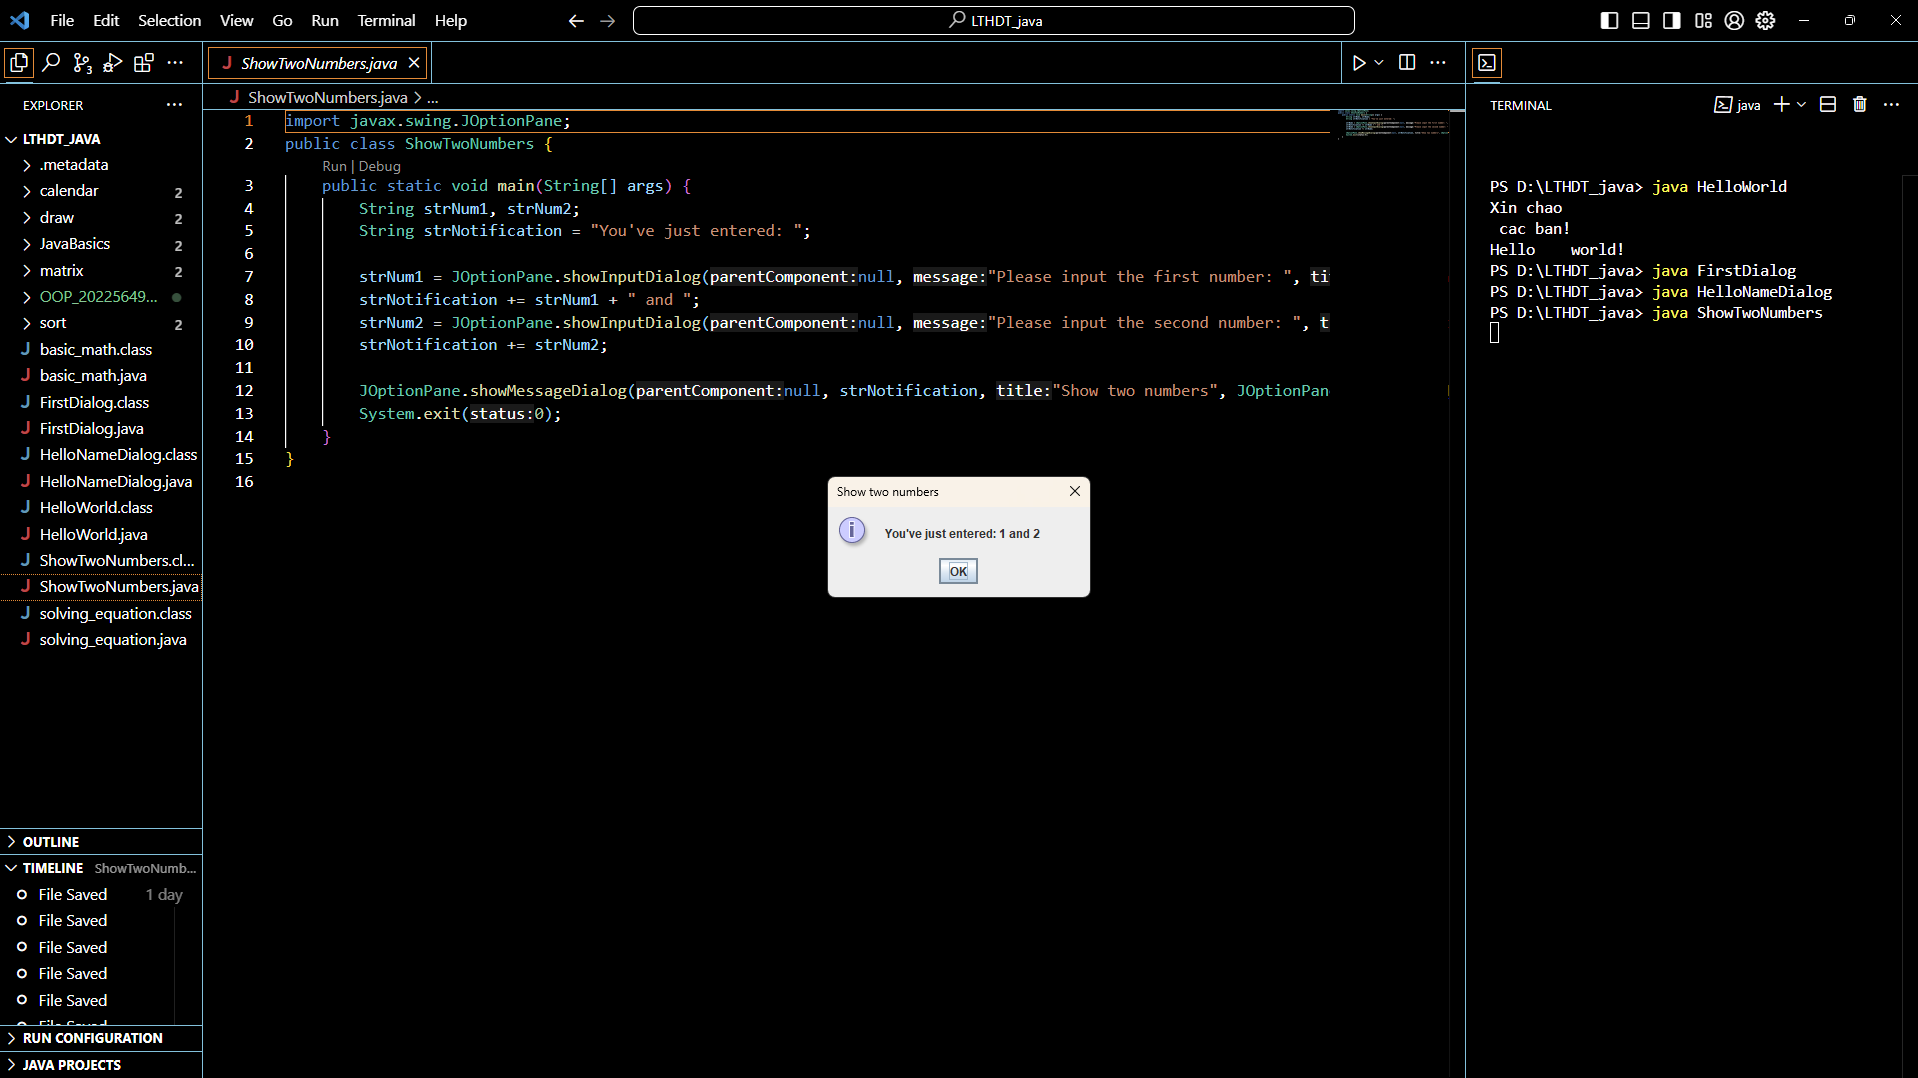 File Edit Selection View Go Run Terminal Help
LTHDT_java
ShowTwoNumbers.java
3
EXPLORER
LTHDT_JAVA
.metadata
calendar 2
draw 2
JavaBasics 2
matrix 2
OOP_20225649...
sort 2
basic_math.class
basic_math.java
FirstDialog.class
FirstDialog.java
HelloNameDialog.class
HelloNameDialog.java
HelloWorld.class
HelloWorld.java
ShowTwoNumbers.cl...
ShowTwoNumbers.java
solving_equation.class
solving_equation.java
OUTLINE
TIMELINE ShowTwoNumb...
File Saved 1 day
File Saved
File Saved
File Saved
File Saved
File Saved
RUN CONFIGURATION
JAVA PROJECTS
ShowTwoNumbers.java > ...
1 import javax.swing.JOptionPane;
2 public class ShowTwoNumbers {
Run | Debug
3 public static void main(String[] args) {
4 String strNum1, strNum2;
5 String strNotification = "You've just entered: ";
6
7 strNum1 = JOptionPane.showInputDialog(parentComponent:null, message:"Please input the first number: ", ti
8 strNotification += strNum1 + " and ";
9 strNum2 = JOptionPane.showInputDialog(parentComponent:null, message:"Please input the second number: ", t
10 strNotification += strNum2;
11
12 JOptionPane.showMessageDialog(parentComponent:null, strNotification, title:"Show two numbers", JOptionPan
13 System.exit(status:0);
14 }
15 }
16
Show two numbers
You've just entered: 1 and 2
OK
TERMINAL
java
PS D:\LTHDT_java> java HelloWorld
Xin chao
cac ban!
Hello world!
PS D:\LTHDT_java> java FirstDialog
PS D:\LTHDT_java> java HelloNameDialog
PS D:\LTHDT_java> java ShowTwoNumbers